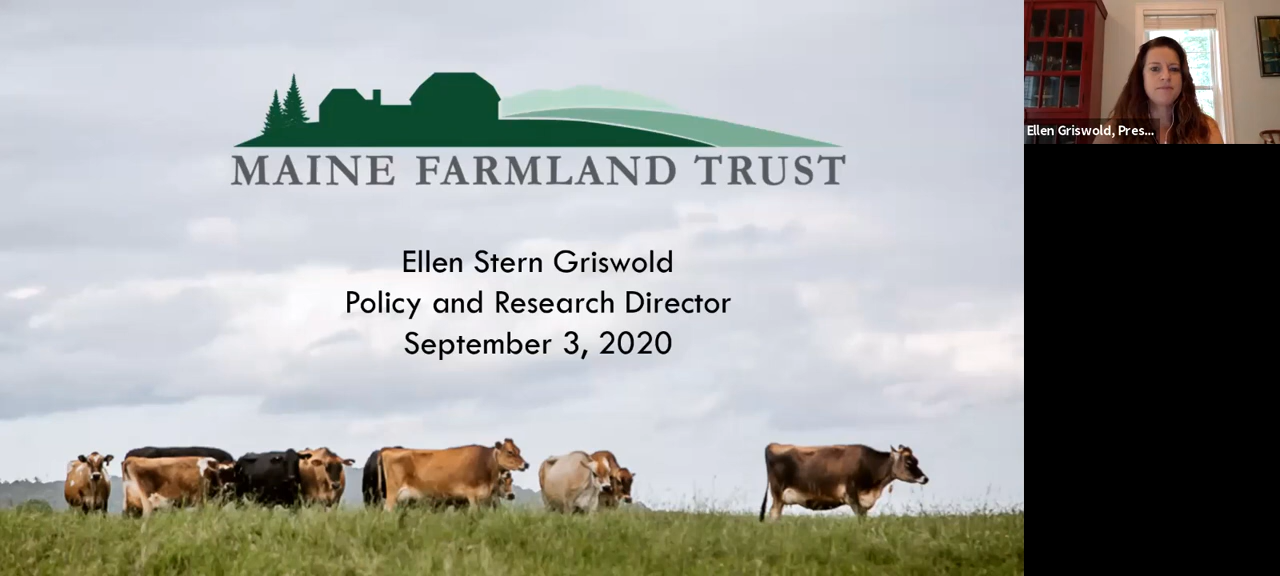 MAINE FARMLAND TRUST
Ellen Stern Griswold
Policy and Research Director
September 3, 2020
Ellen Griswold, Pres...